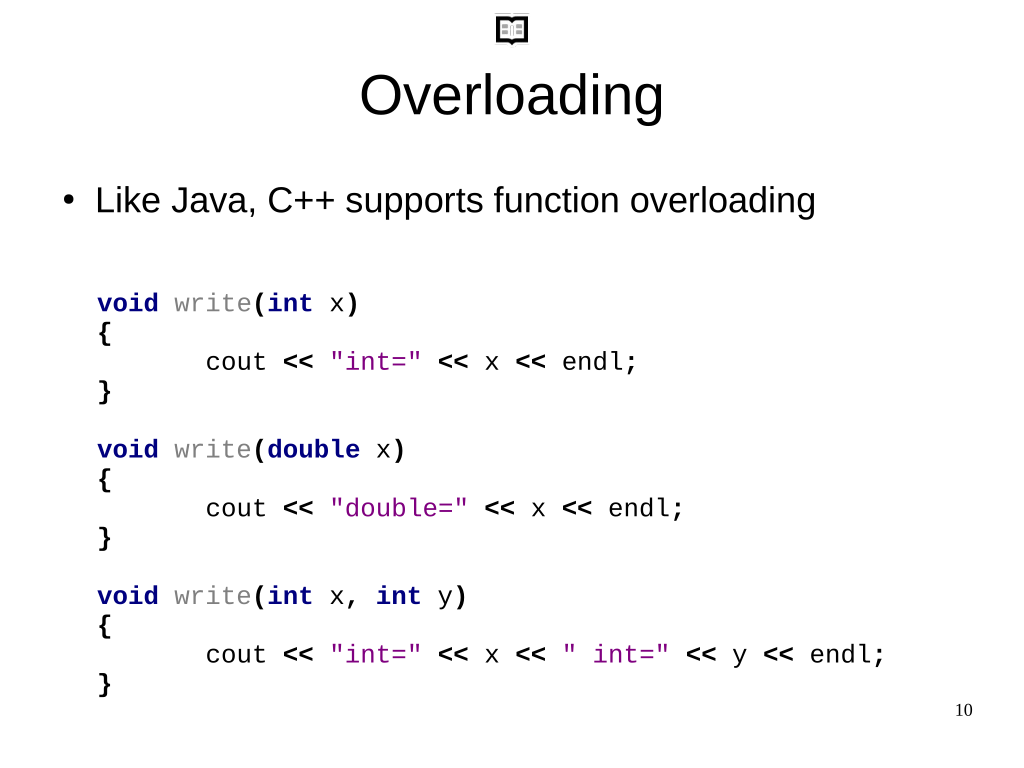 Overloading
• Like Java, C++ supports function overloading
void write(int x)
{
       cout << "int=" << x << endl;
}
void write(double x)
{
       cout << "double=" << x << endl;
}
void write(int x, int y)
{
       cout << "int=" << x << " int=" << y << endl;
}
10